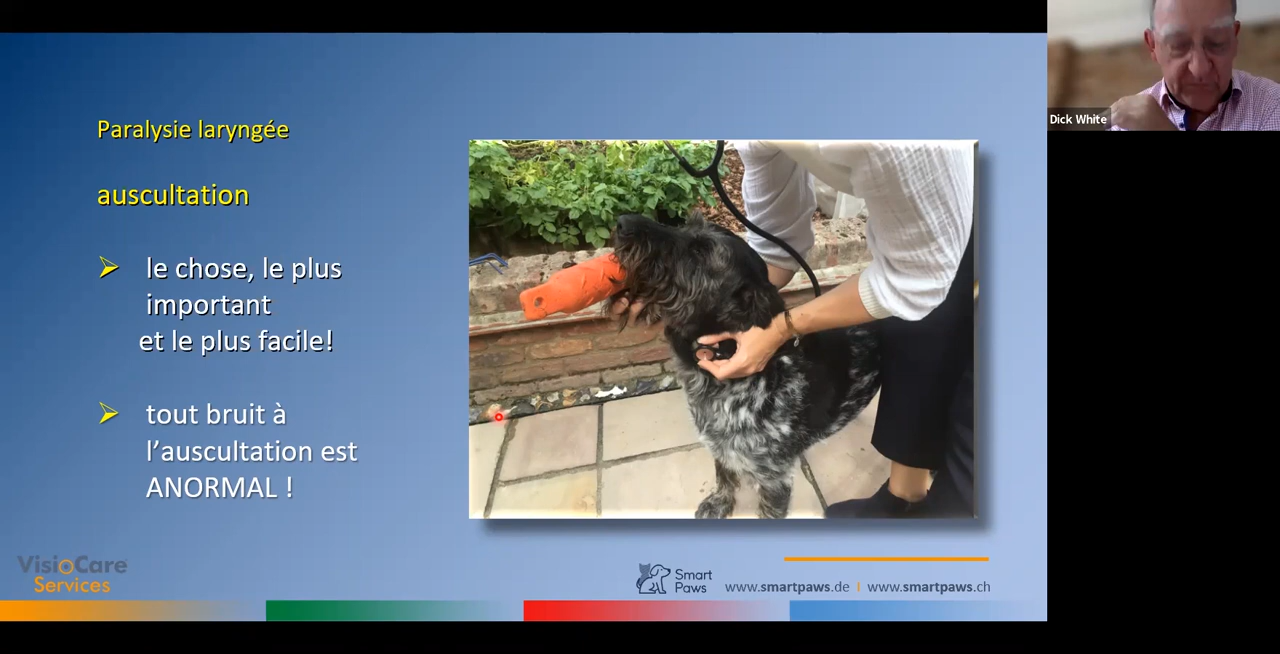 Paralysie laryngée
auscultation
le chose, le plus
important
et le plus facile!
tout bruit à
l’auscultation est
ANORMAL !
Dick White
VisioCare
Services
Smart
Paws
www.smartpaws.de I www.smartpaws.ch